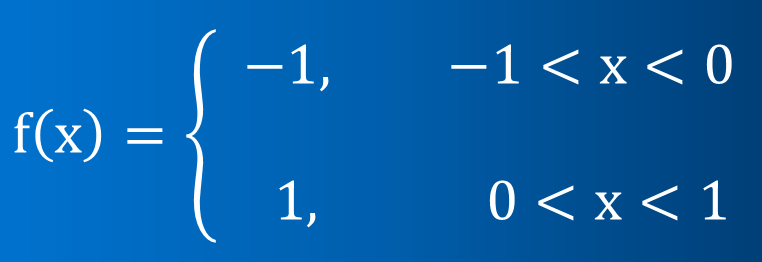 f(x) = { −1, −1 < x < 0
1, 0 < x < 1